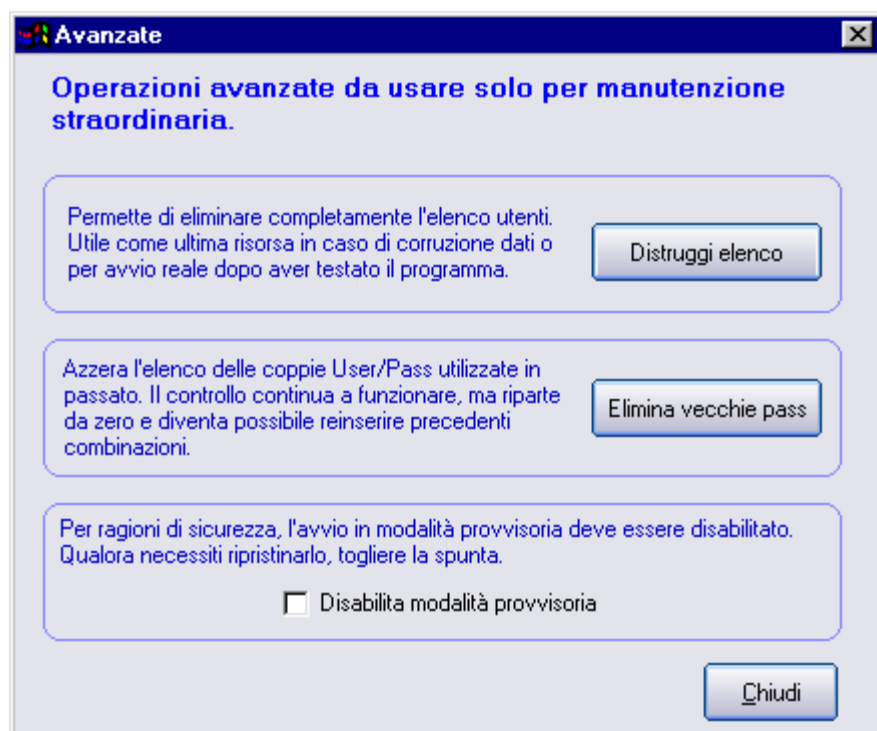 Avanzate
Operazioni avanzate da usare solo per manutenzione
straordinaria.
Permette di eliminare completamente l'elenco utenti.
Utile come ultima risorsa in caso di corruzione dati o
per avvio reale dopo aver testato il programma.
Distruggi elenco
Azzera l'elenco delle coppie User/Pass utilizzate in
passato. Il controllo continua a funzionare, ma riparte
da zero e diventa possibile reinserire precedenti
combinazioni.
Elimina vecchie pass
Per ragioni di sicurezza, l'avvio in modalità provvisoria deve essere disabilitato.
Qualora necessiti ripristinarlo, togliere la spunta.
Disabilita modalità provvisoria
Chiudi